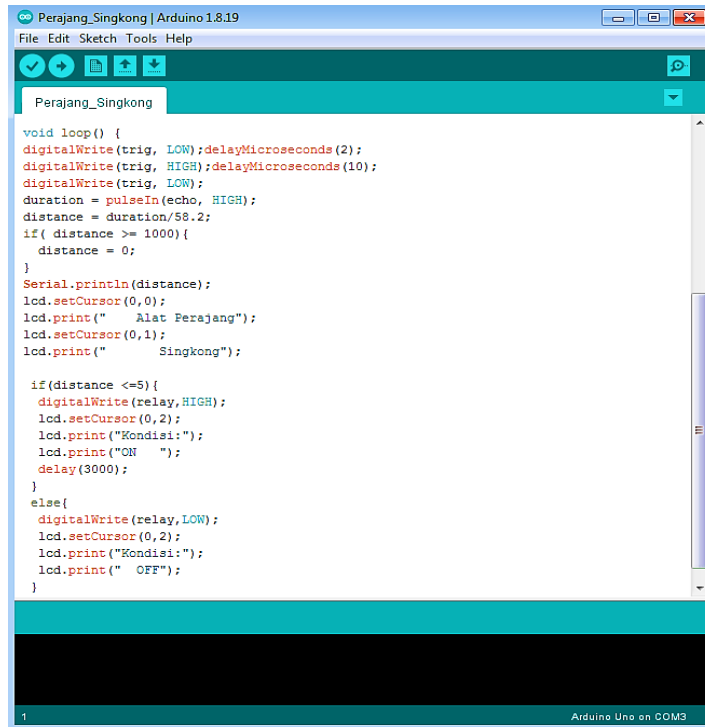 Perajang_Singkong | Arduino 1.8.19
File Edit Sketch Tools Help
Perajang_Singkong
void loop() {
digitalWrite(trig, LOW);delayMicroseconds(2);
digitalWrite(trig, HIGH);delayMicroseconds(10);
digitalWrite(trig, LOW);
duration = pulseIn(echo, HIGH);
distance = duration/58.2;
if( distance >= 1000){
  distance = 0;
}
Serial.println(distance);
lcd.setCursor(0,0);
lcd.print("    Alat Perajang");
lcd.setCursor(0,1);
lcd.print("       Singkong");
 if(distance <=5){
  digitalWrite(relay,HIGH);
  lcd.setCursor(0,2);
  lcd.print("Kondisi:");
  lcd.print("ON   ");
  delay(3000);
 }
 else{
  digitalWrite(relay,LOW);
  lcd.setCursor(0,2);
  lcd.print("Kondisi:");
  lcd.print("  OFF");
 }
1 Arduino Uno on COM3